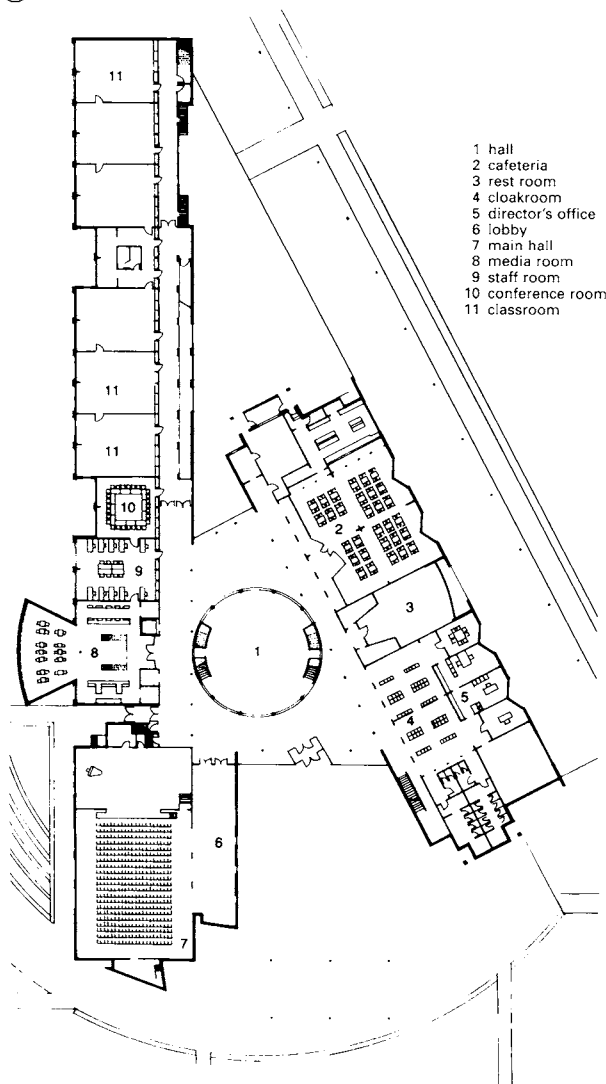 11
1 hall
2 cafeteria
3 rest room
4 cloakroom
5 director's office
6 lobby
7 main hall
8 media room
9 staff room
10 conference room
11 classroom
11
11
10
2
9
3
1
8
5
4
6
7